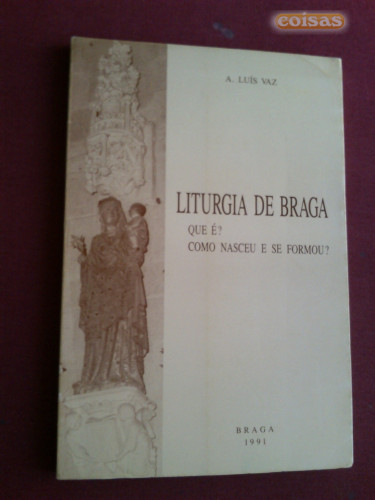 coisas
A. LUÍS VAZ
LITURGIA DE BRAGA
QUE É?
COMO NASCEU E SE FORMOU?
BRAGA
1991